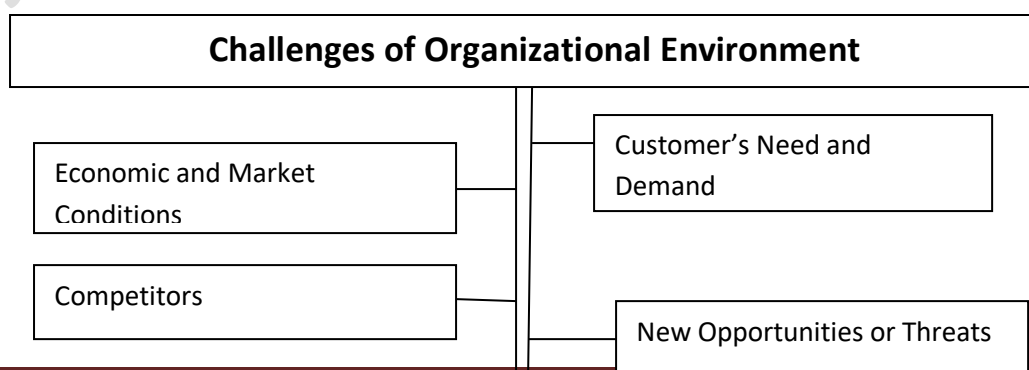 Challenges of Organizational Environment
Customer’s Need and
Demand
Economic and Market
Conditions
Competitors
New Opportunities or Threats